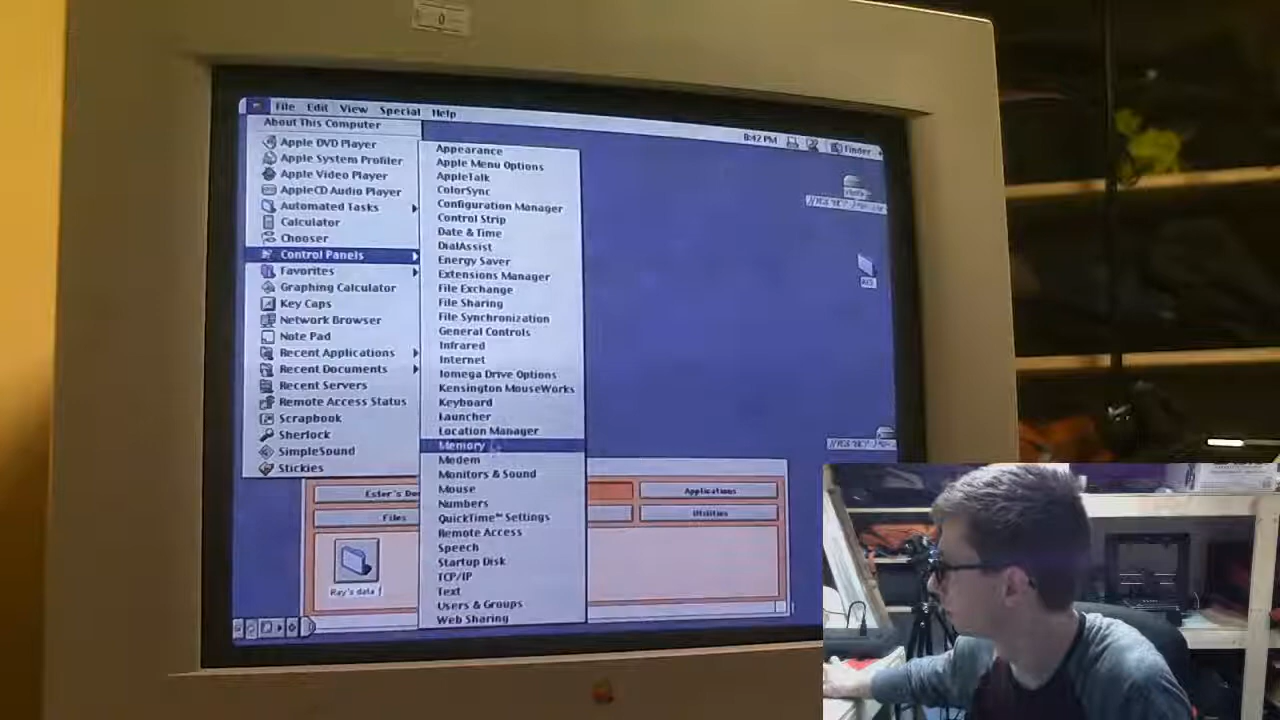 File Edit View Special Help
8:42 PM
Finder
About This Computer
Apple DVD Player
Apple System Profiler
Apple Video Player
AppleCD Audio Player
Automated Tasks
Calculator
Chooser
Control Panels
Favorites
Graphing Calculator
Key Caps
Network Browser
Note Pad
Recent Applications
Recent Documents
Recent Servers
Remote Access Status
Scrapbook
Sherlock
SimpleSound
Stickies
Appearance
Apple Menu Options
AppleTalk
ColorSync
Configuration Manager
Control Strip
Date & Time
DialAssist
Energy Saver
Extensions Manager
File Exchange
File Sharing
File Synchronization
General Controls
Infrared
Internet
Iomega Drive Options
Kensington MouseWorks
Keyboard
Launcher
Location Manager
Memory
Modem
Monitors & Sound
Mouse
Numbers
QuickTime™ Settings
Remote Access
Speech
Startup Disk
TCP/IP
Text
Users & Groups
Web Sharing
Applications
Files
Utilities
Ray's data